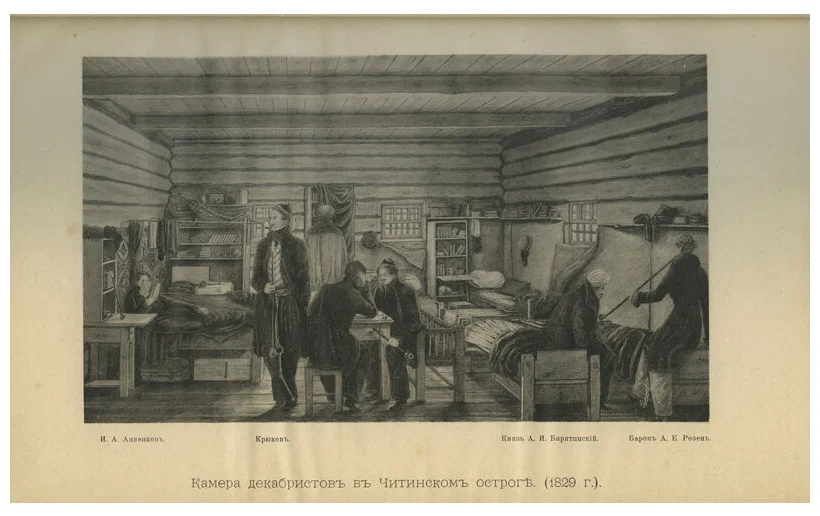 И. А. Анненковъ. Крюковъ. Князь А. И. Барятинскій. Баронъ А. Е. Розенъ.
Камера декабристовъ въ Читинскомъ острогѣ. (1829 г.).